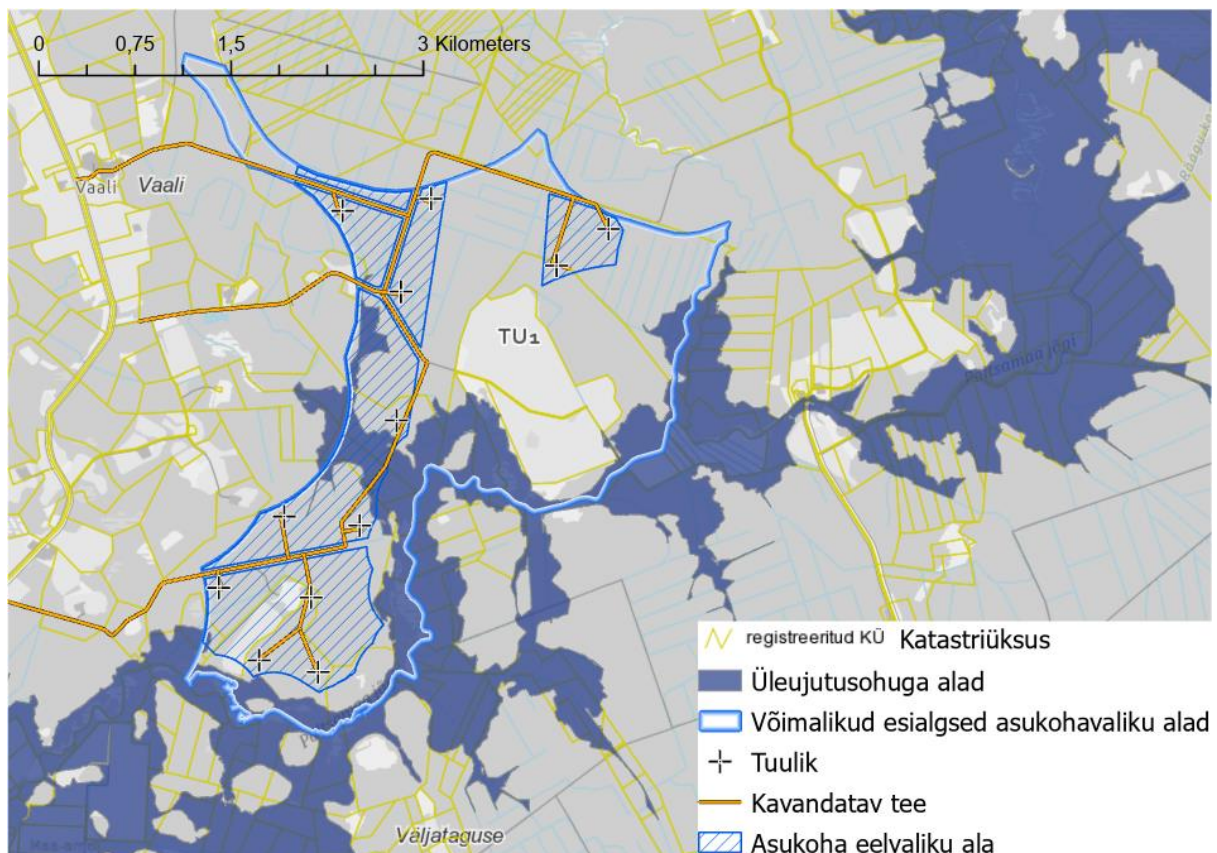 0 0,75 1,5 3 Kilometers
Vaali
Vaali
TU1
Väljataguse
registreeritud KÜ Katastriüksus
Üleujutusohuga alad
Võimalikud esialgsed asukohavaliku alad
Tuulik
Kavandatav tee
Asukoha eelvaliku ala